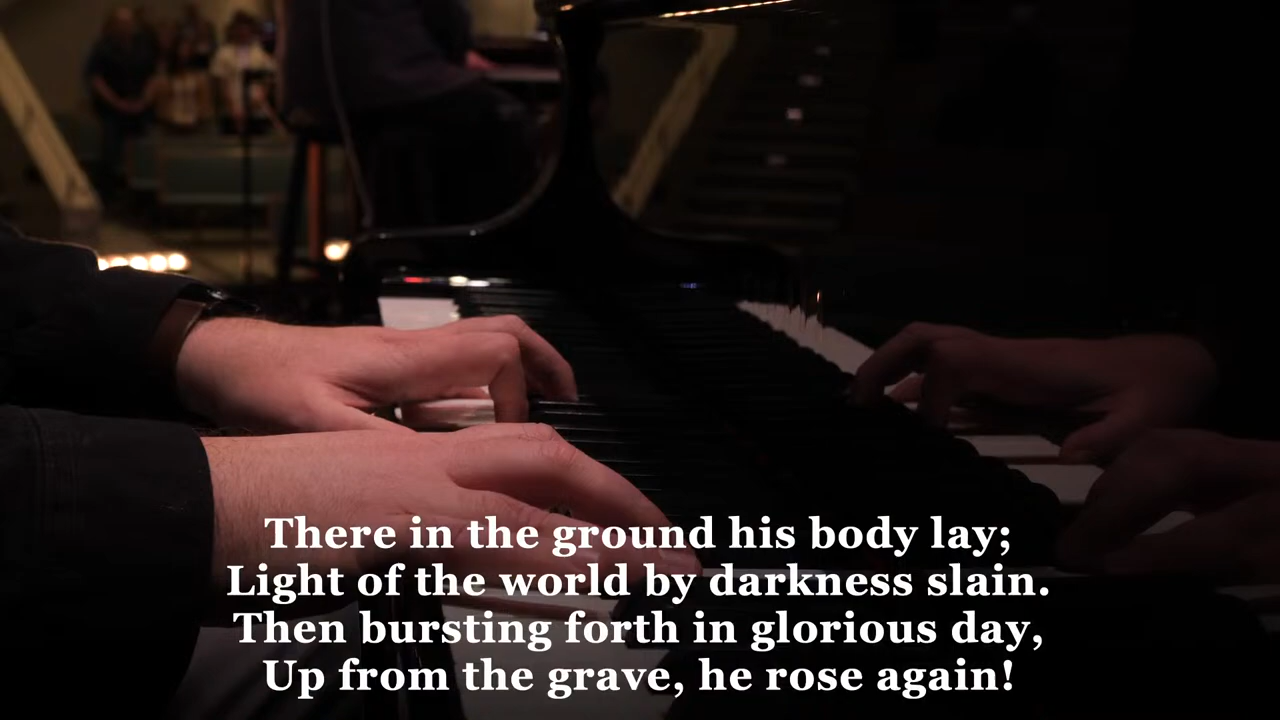 There in the ground his body lay;
Light of the world by darkness slain.
Then bursting forth in glorious day,
Up from the grave, he rose again!